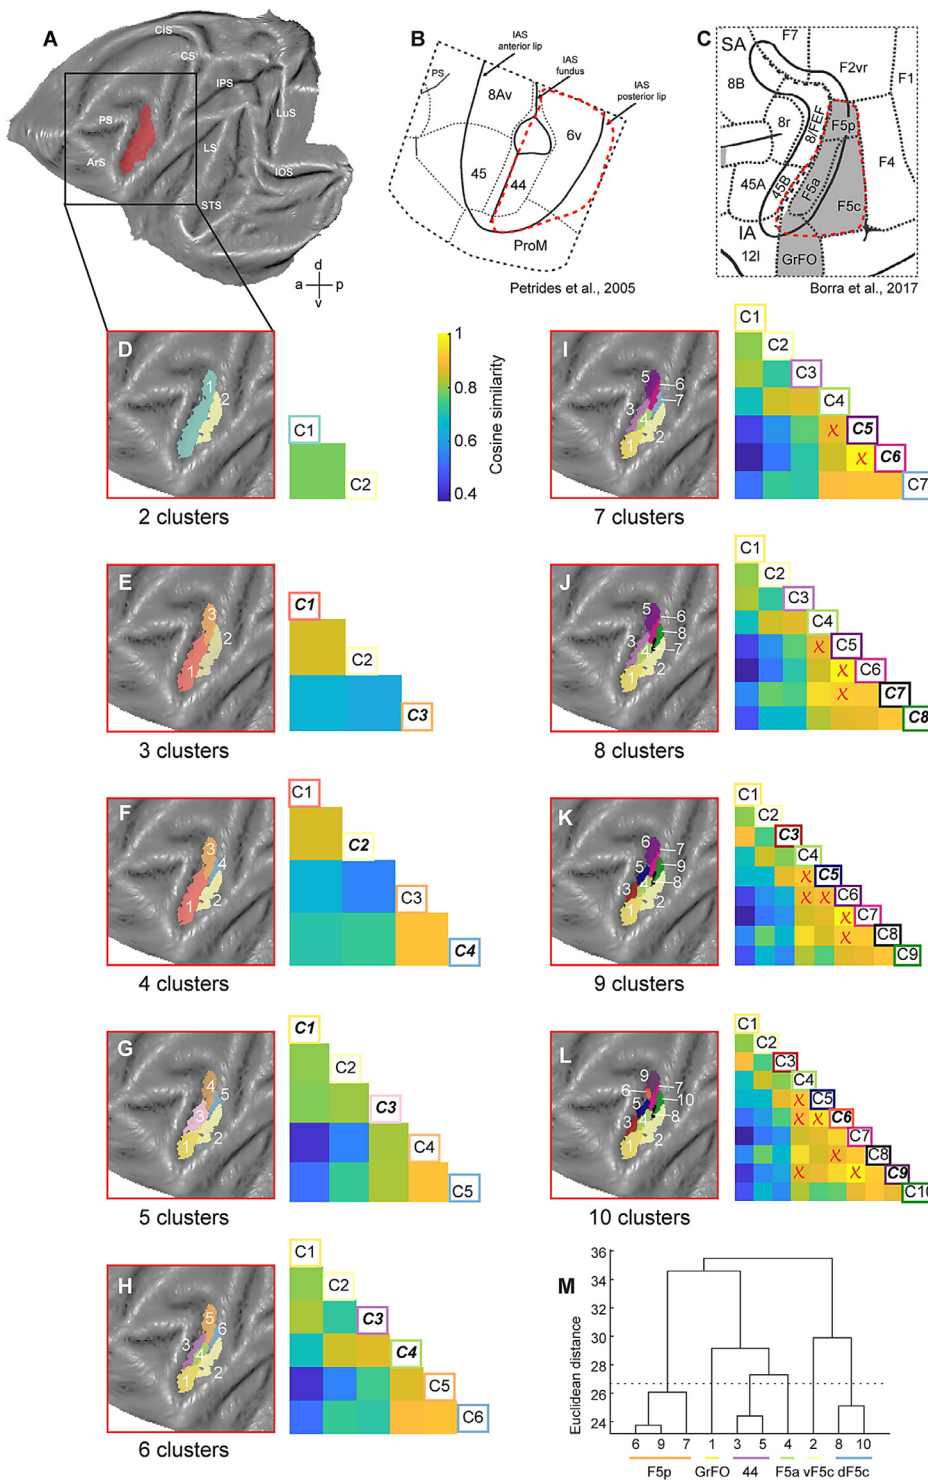 A
CiS
CS
IPS
LuS
PS
ArS
LS
IOS
STS
d
a p
v
B
IAS
anterior lip
IAS
fundus
IAS
posterior lip
PS
8Av
6v
45
44
ProM
Petrides et al., 2005
C
SA
F7
F2vr
F1
8B
8r
8/FEF
F5p
F4
45A
45B
F5a
F5c
IA
12l
GrFO
Borra et al., 2017
D
1
2
C1
C2
2 clusters
Cosine similarity
1
0.8
0.6
0.4
E
3
2
1
C1
C2
C3
3 clusters
F
3
4
1
2
C1
C2
C3
C4
4 clusters
G
4
5
3
1
2
C1
C2
C3
C4
C5
5 clusters
H
5
6
3
4
1
2
C1
C2
C3
C4
C5
C6
6 clusters
I
5
6
7
3
4
1
2
C1
C2
C3
C4
X C5
X C6
C7
7 clusters
J
5
6
8
3
4
7
1
2
C1
C2
C3
C4
X C5
X C6
X C7
C8
8 clusters
K
6
7
5
9
3
4
8
1
2
C1
C2
C3
C4
X C5
X X C6
X C7
X C8
C9
9 clusters
L
9
6
7
5
10
3
4
8
1
2
C1
C2
C3
C4
X C5
X X C6
C7
X C8
X X C9
C10
10 clusters
M
Euclidean distance
36
34
32
30
28
26
24
6 9 7 1 3 5 4 2 8 10
F5p GrFO 44 F5a vF5c dF5c